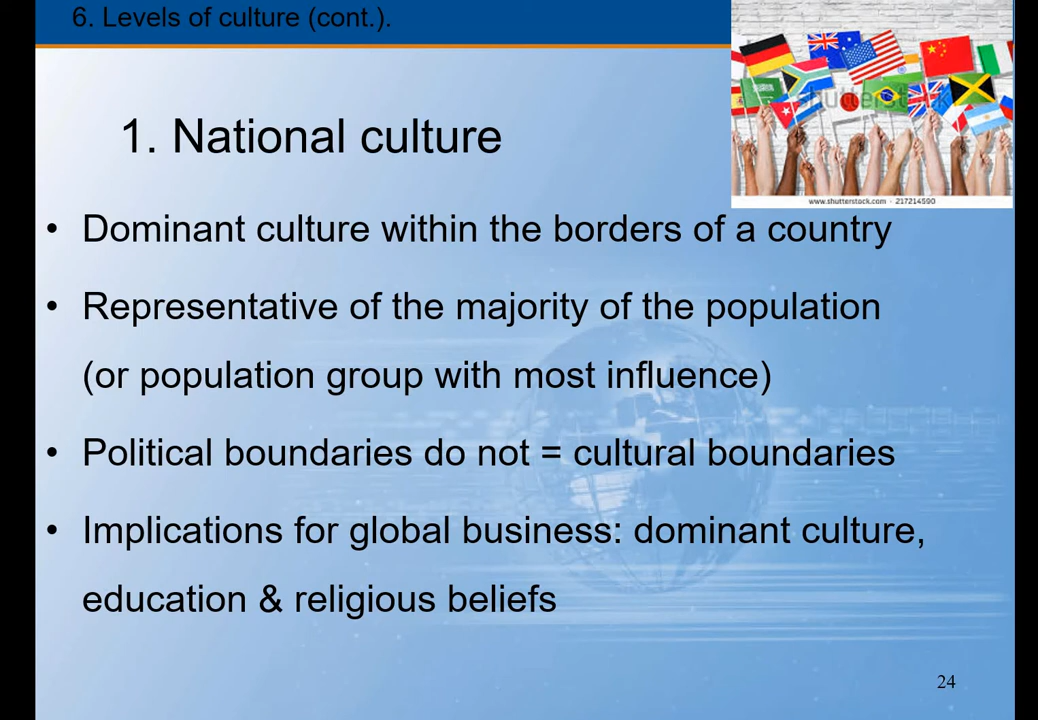 6. Levels of culture (cont.).
shutterstock
www.shutterstock.com · 217214590
1. National culture
• Dominant culture within the borders of a country
• Representative of the majority of the population
(or population group with most influence)
• Political boundaries do not = cultural boundaries
• Implications for global business: dominant culture,
education & religious beliefs
24